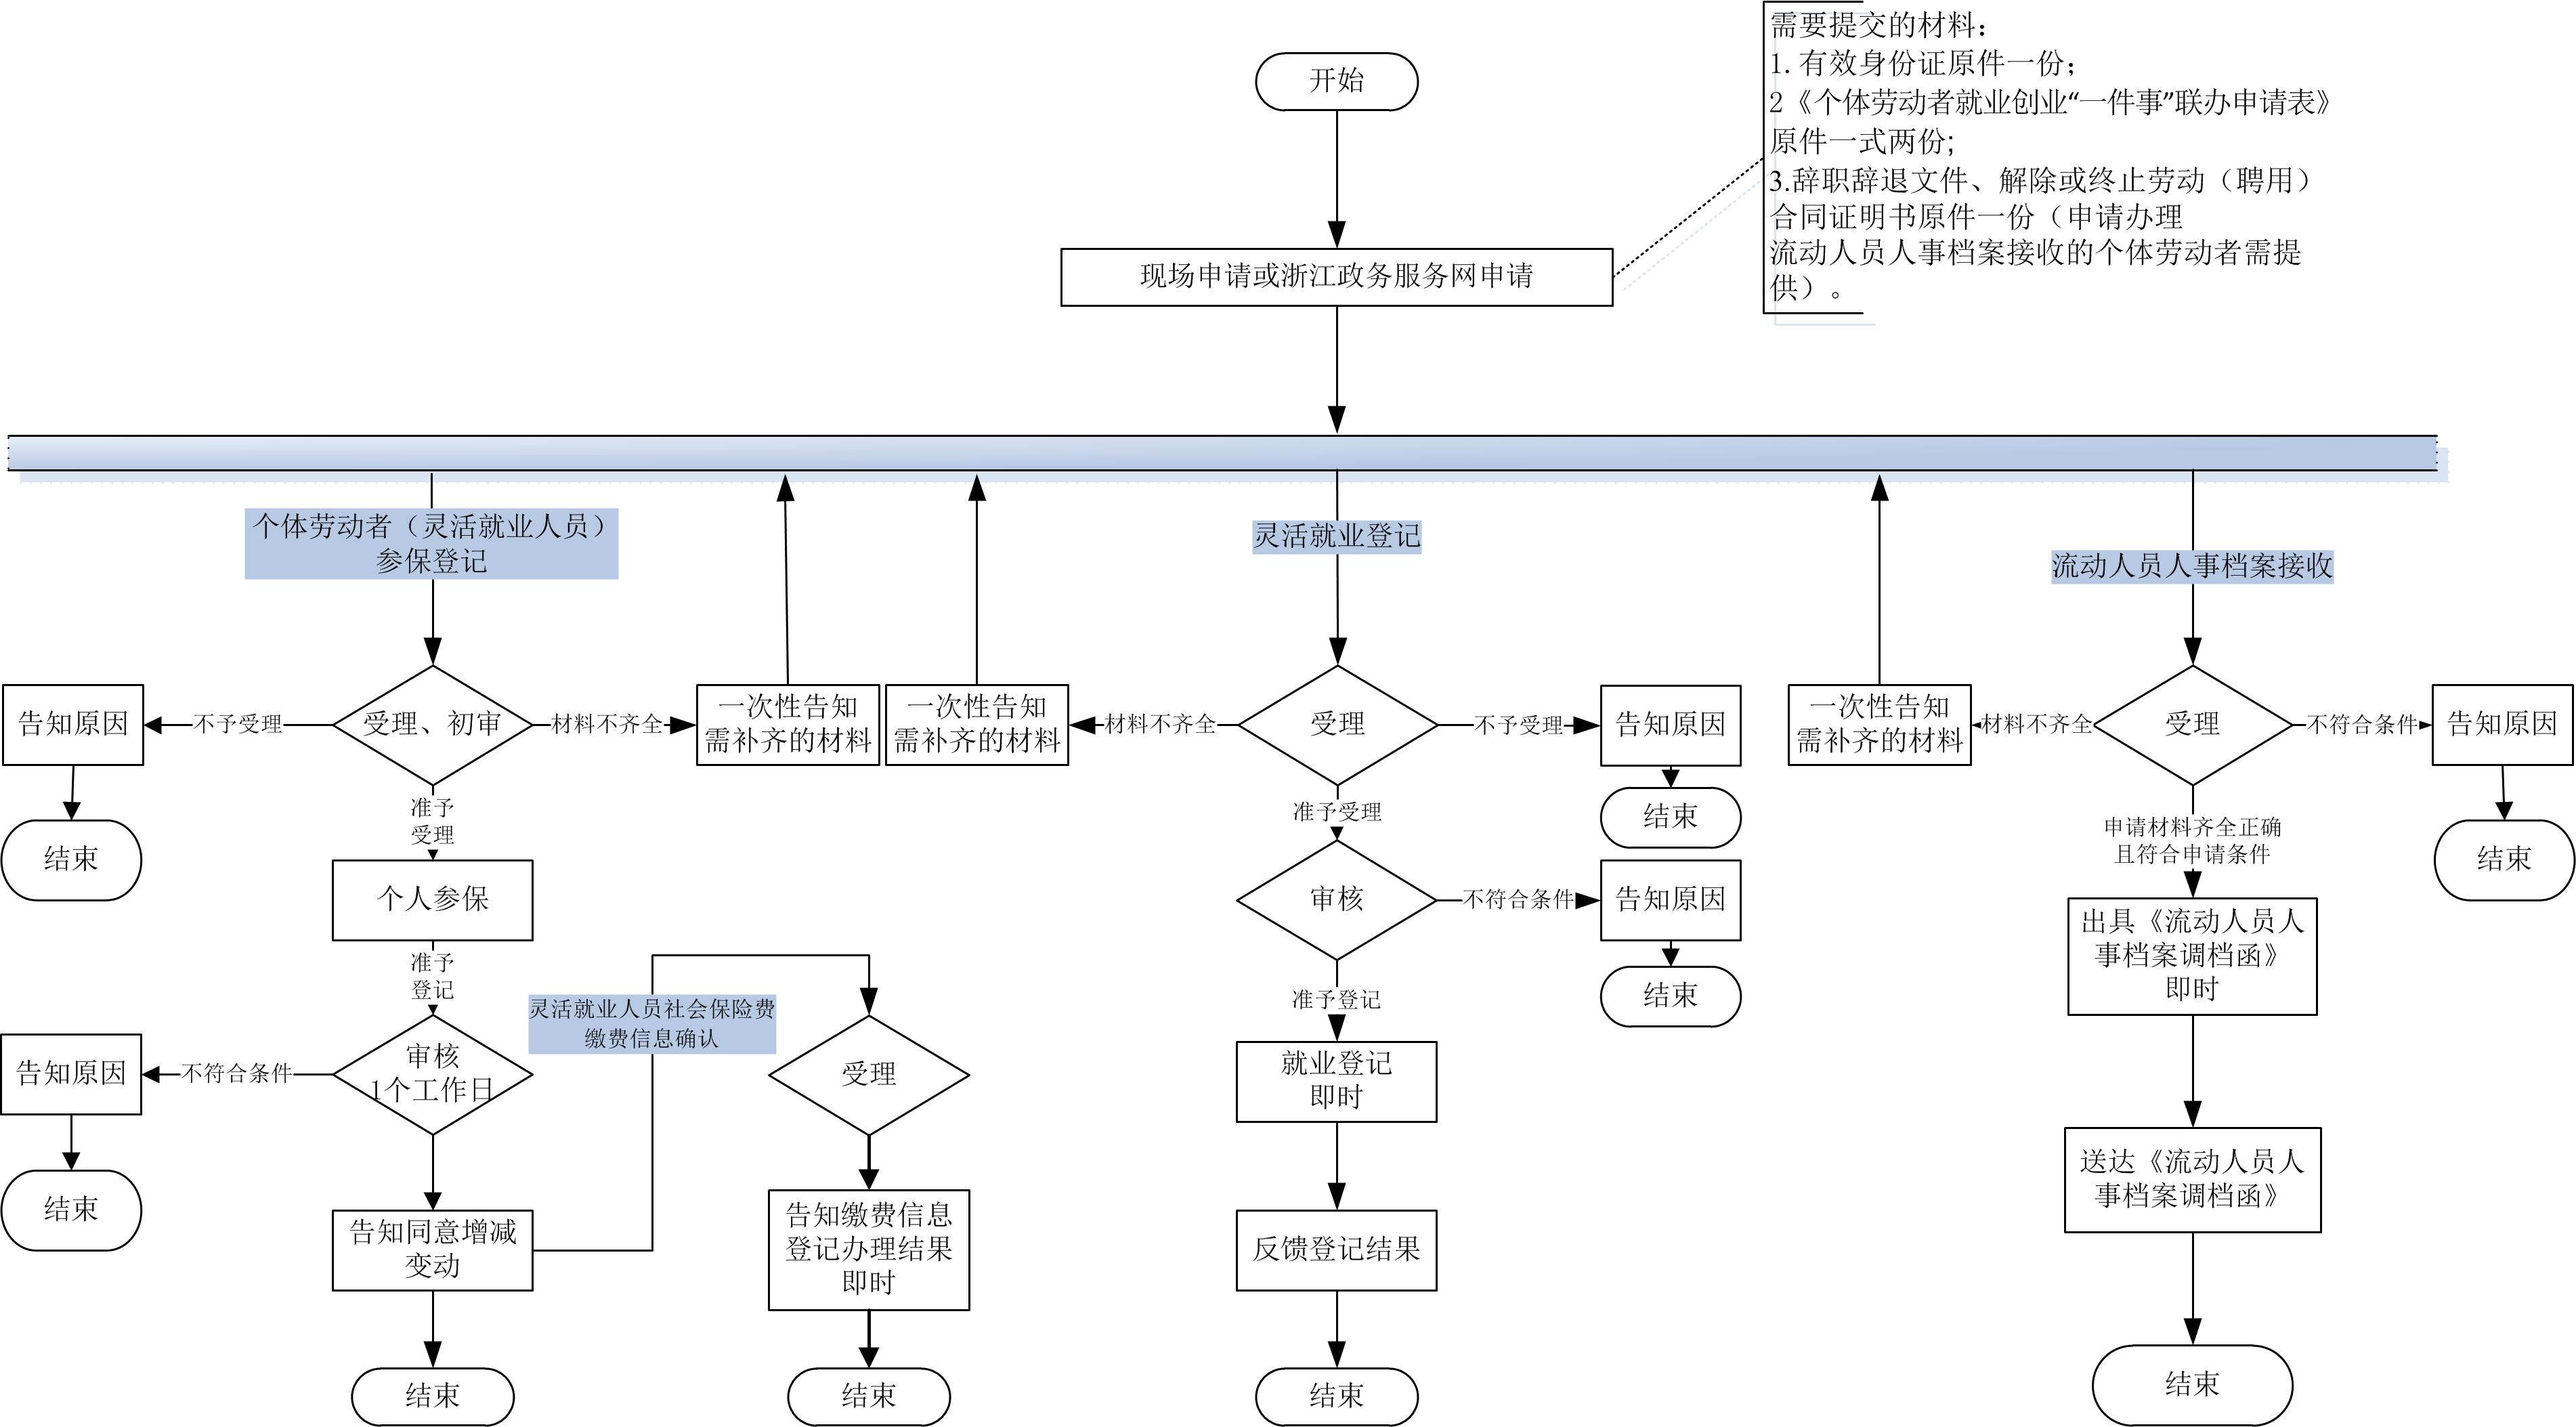 开始
需要提交的材料：
1. 有效身份证原件一份；
2《个体劳动者就业创业“一件事”联办申请表》
原件一式两份;
3.辞职辞退文件、解除或终止劳动（聘用）
合同证明书原件一份（申请办理
流动人员人事档案接收的个体劳动者需提
供）。
现场申请或浙江政务服务网申请
个体劳动者（灵活就业人员）
参保登记
灵活就业登记
流动人员人事档案接收
告知原因
不予受理
受理、初审
材料不齐全
一次性告知
需补齐的材料
一次性告知
需补齐的材料
材料不齐全
受理
不予受理
告知原因
一次性告知
需补齐的材料
材料不齐全
受理
不符合条件
告知原因
结束
准予
受理
准予受理
结束
申请材料齐全正确
且符合申请条件
结束
个人参保
审核
不符合条件
告知原因
出具《流动人员人
事档案调档函》
即时
准予
登记
灵活就业人员社会保险费
缴费信息确认
准予登记
结束
告知原因
不符合条件
审核
1个工作日
受理
就业登记
即时
送达《流动人员人
事档案调档函》
结束
告知同意增减
变动
告知缴费信息
登记办理结果
即时
反馈登记结果
结束
结束
结束
结束